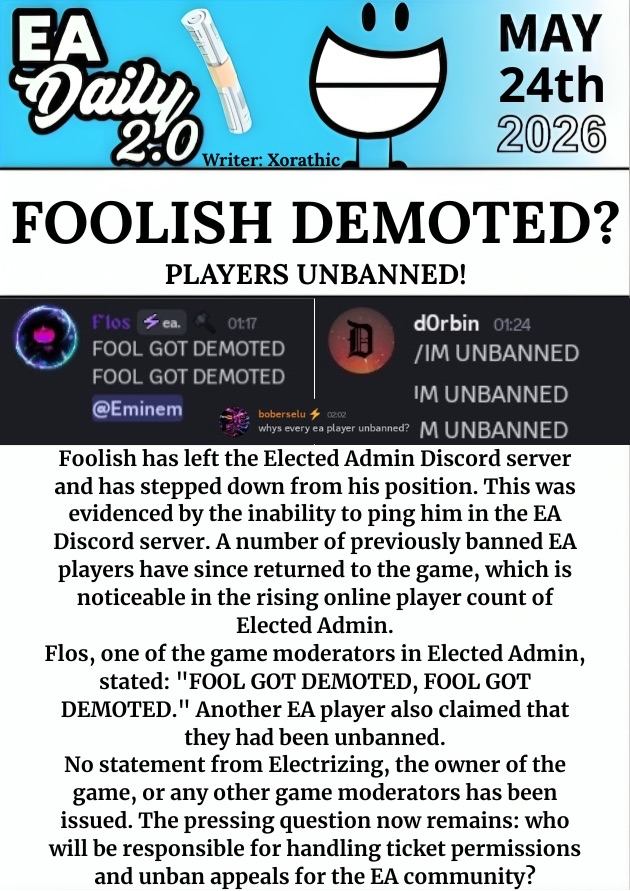 EA
Daily
2.0
Writer: Xorathic
MAY
24th
2026
FOOLISH DEMOTED?
PLAYERS UNBANNED!
Flos ea. 01:17
FOOL GOT DEMOTED
FOOL GOT DEMOTED
@Eminem
d0rbin 01:24
/IM UNBANNED
IM UNBANNED
M UNBANNED
boberselu 02:02
whys every ea player unbanned?
Foolish has left the Elected Admin Discord server
and has stepped down from his position. This was
evidenced by the inability to ping him in the EA
Discord server. A number of previously banned EA
players have since returned to the game, which is
noticeable in the rising online player count of
Elected Admin.
Flos, one of the game moderators in Elected Admin,
stated: "FOOL GOT DEMOTED, FOOL GOT
DEMOTED." Another EA player also claimed that
they had been unbanned.
No statement from Electrizing, the owner of the
game, or any other game moderators has been
issued. The pressing question now remains: who
will be responsible for handling ticket permissions
and unban appeals for the EA community?